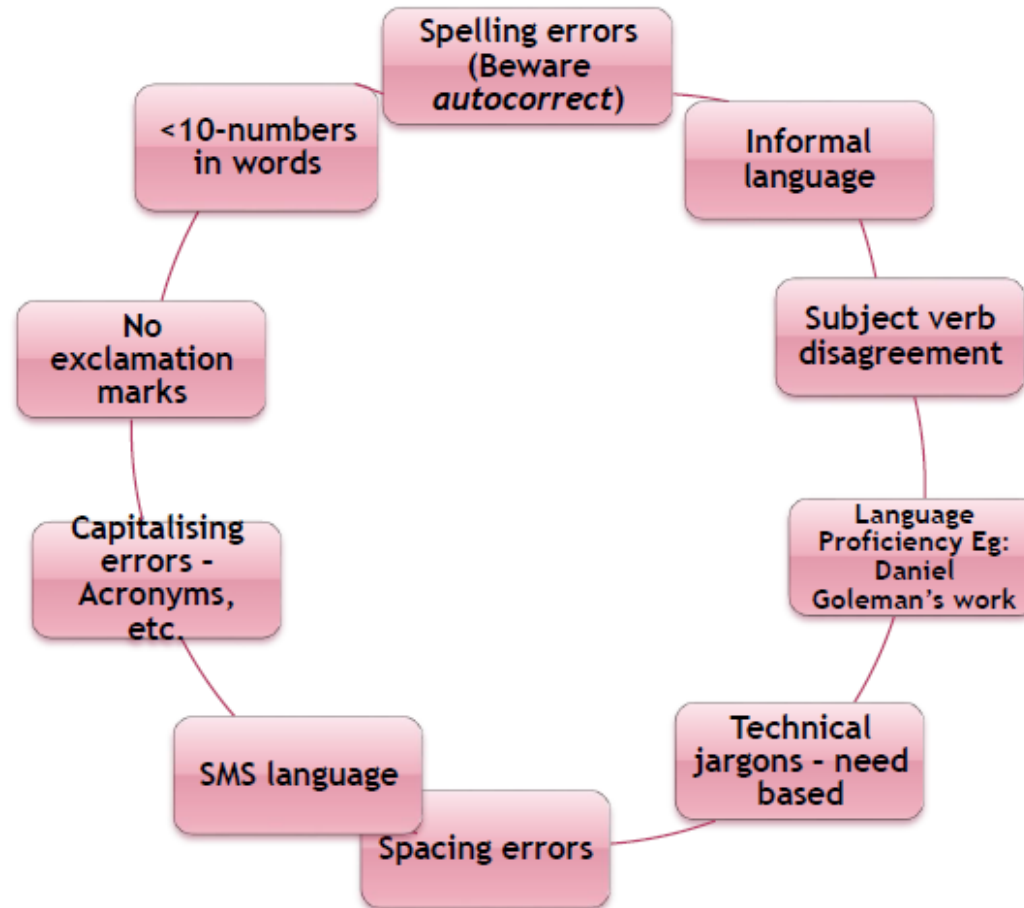 Spelling errors
(Beware
autocorrect)
Informal
language
Subject verb
disagreement
Language
Proficiency Eg:
Daniel
Goleman's work
Technical
jargons - need
based
Spacing errors
SMS language
Capitalising
errors -
Acronyms,
etc.
No
exclamation
marks
<10-numbers
in words